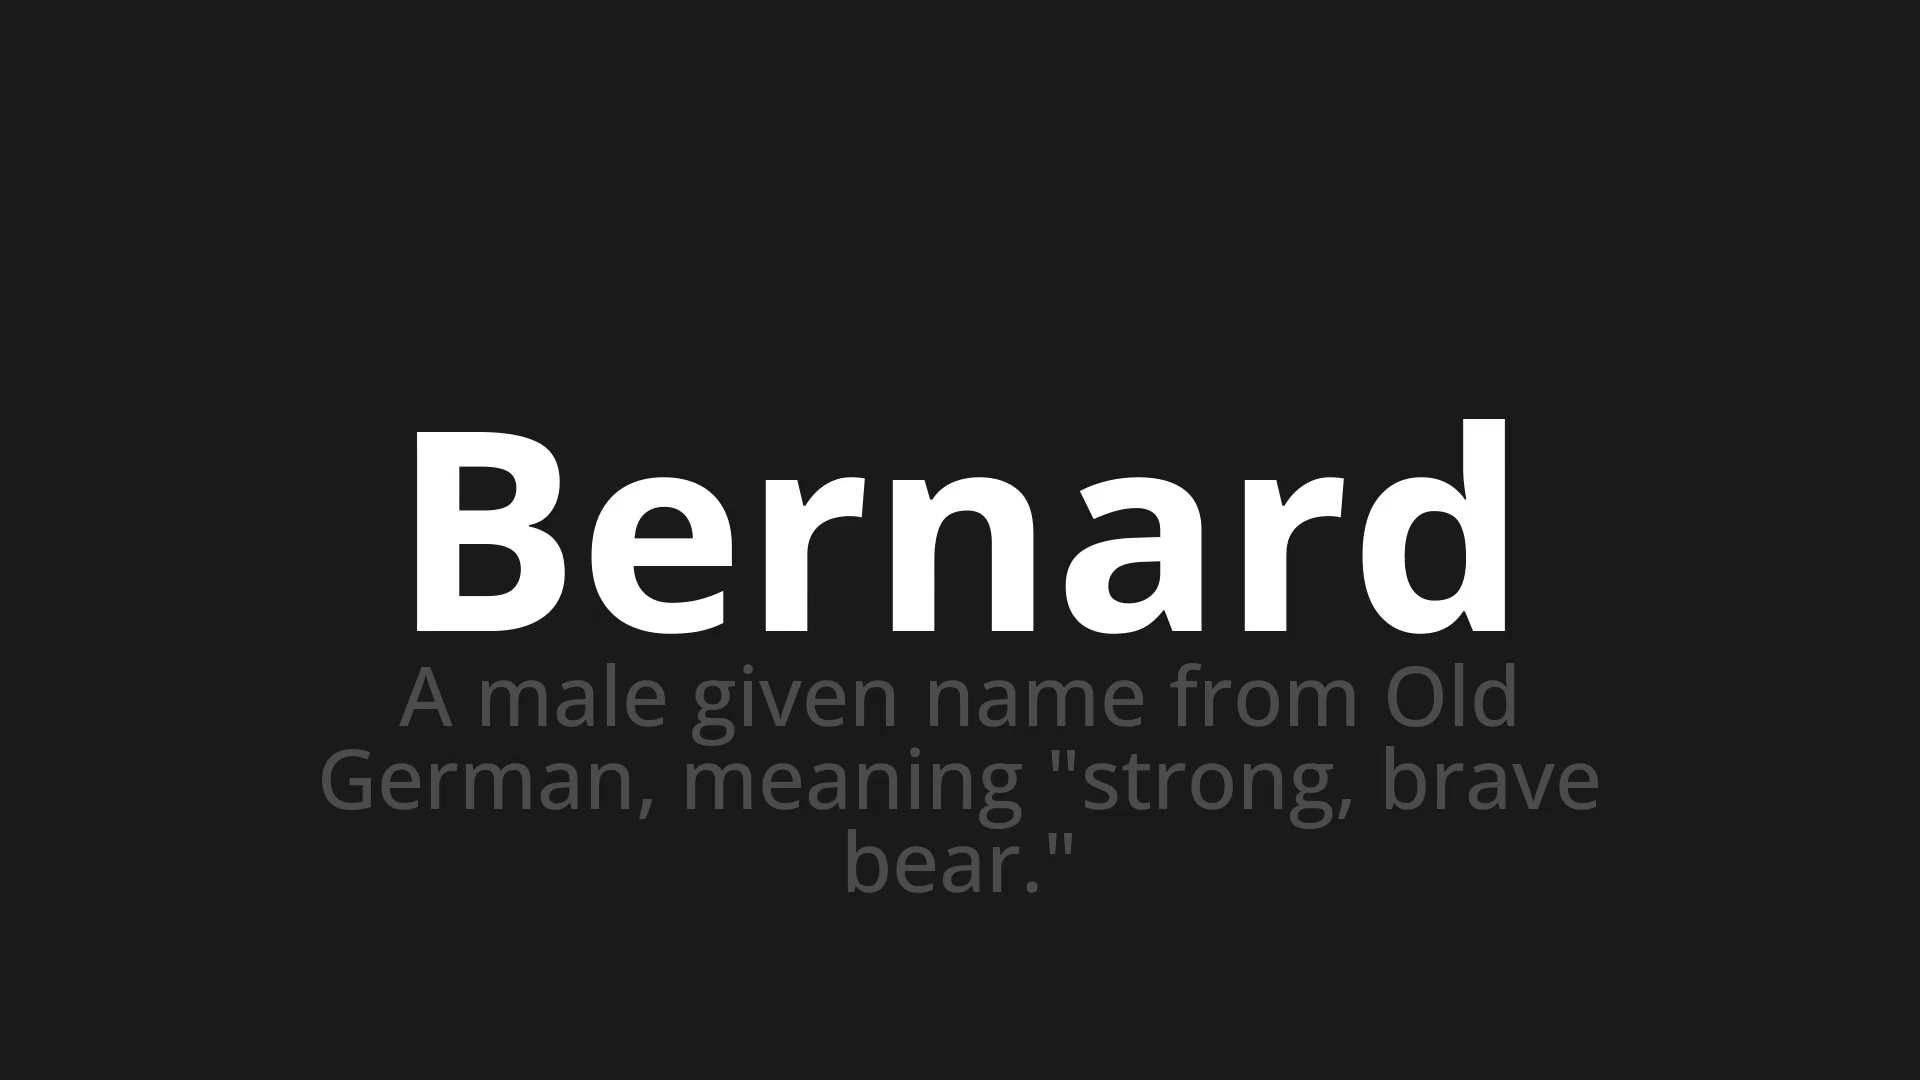 Bernard
A male given name from Old
German, meaning "strong, brave
bear."